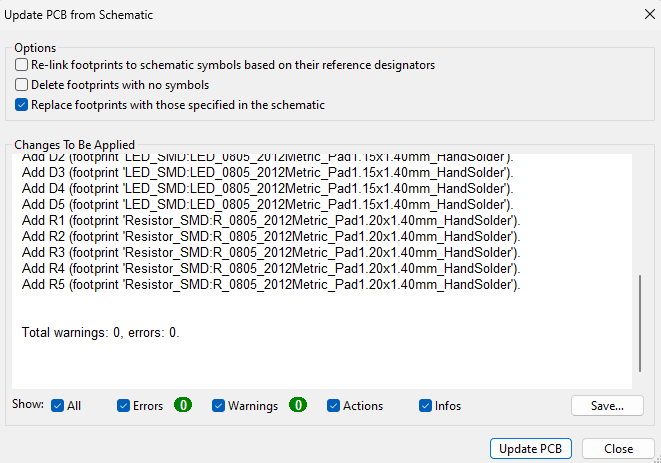 Update PCB from Schematic
Options
Re-link footprints to schematic symbols based on their reference designators
Delete footprints with no symbols
Replace footprints with those specified in the schematic
Changes To Be Applied
Add D2 (footprint 'LED_SMD:LED_0805_2012Metric_Pad1.15x1.40mm_HandSolder').
Add D3 (footprint 'LED_SMD:LED_0805_2012Metric_Pad1.15x1.40mm_HandSolder').
Add D4 (footprint 'LED_SMD:LED_0805_2012Metric_Pad1.15x1.40mm_HandSolder').
Add D5 (footprint 'LED_SMD:LED_0805_2012Metric_Pad1.15x1.40mm_HandSolder').
Add R1 (footprint 'Resistor_SMD:R_0805_2012Metric_Pad1.20x1.40mm_HandSolder').
Add R2 (footprint 'Resistor_SMD:R_0805_2012Metric_Pad1.20x1.40mm_HandSolder').
Add R3 (footprint 'Resistor_SMD:R_0805_2012Metric_Pad1.20x1.40mm_HandSolder').
Add R4 (footprint 'Resistor_SMD:R_0805_2012Metric_Pad1.20x1.40mm_HandSolder').
Add R5 (footprint 'Resistor_SMD:R_0805_2012Metric_Pad1.20x1.40mm_HandSolder').
Total warnings: 0, errors: 0.
Show: All Errors 0 Warnings 0 Actions Infos Save...
Update PCB Close